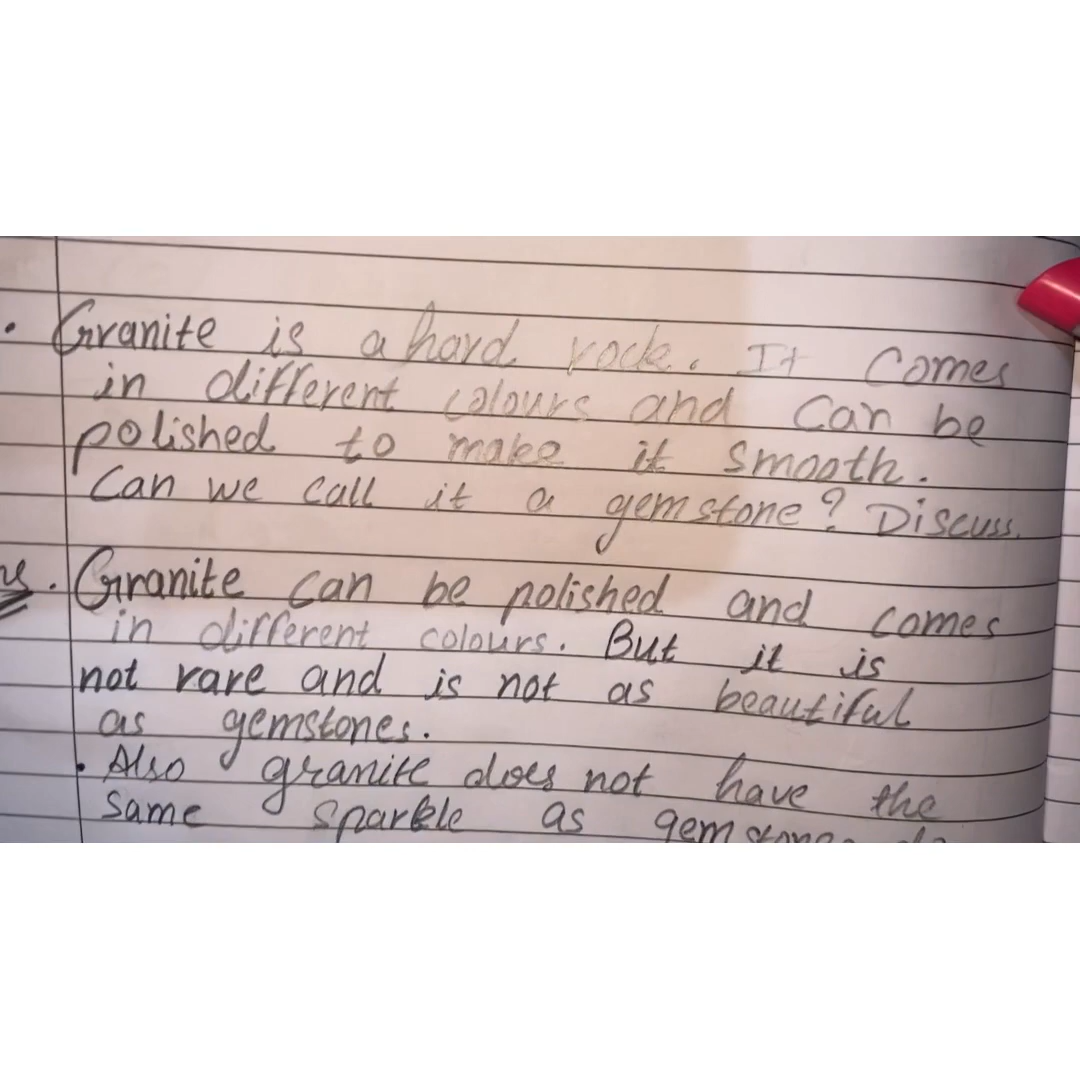 . Granite is a hard rock. It comes
in different colours and can be
polished to make it smooth.
Can we call it a gemstone? Discuss.
. Granite can be polished and comes
in different colours. But it is
not rare and is not as beautiful
as gemstones.
. Also granite does not have the
same sparkle as